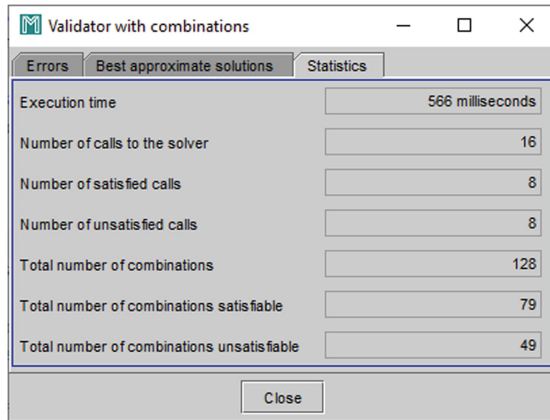 Validator with combinations
Errors Best approximate solutions Statistics
Execution time 566 milliseconds
Number of calls to the solver 16
Number of satisfied calls 8
Number of unsatisfied calls 8
Total number of combinations 128
Total number of combinations satisfiable 79
Total number of combinations unsatisfiable 49
Close